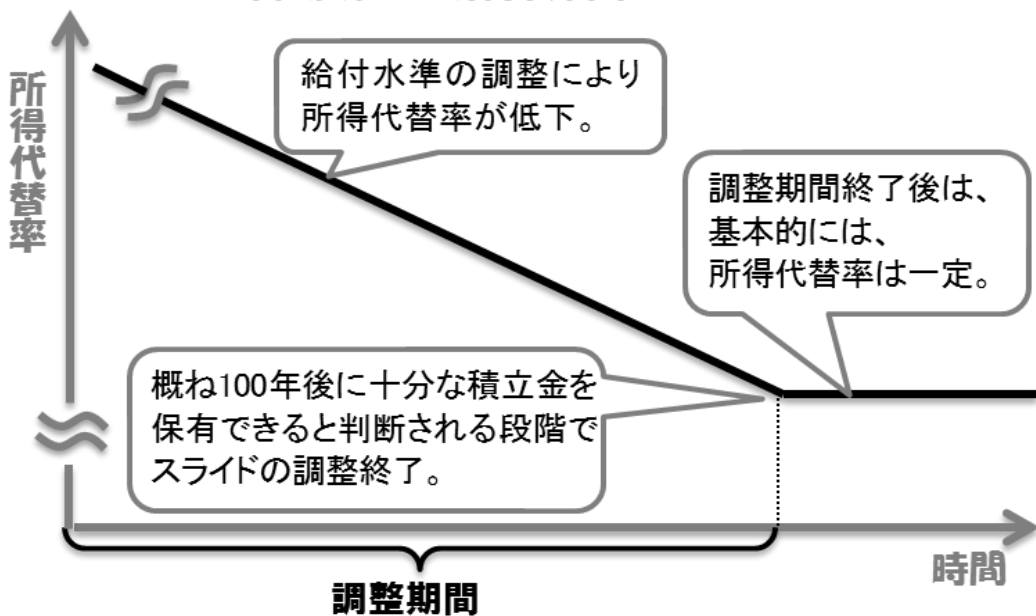 所得代替率
給付水準の調整により
所得代替率が低下。
調整期間終了後は、
基本的には、
所得代替率は一定。
概ね100年後に十分な積立金を
保有できると判断される段階で
スライドの調整終了。
時間
調整期間